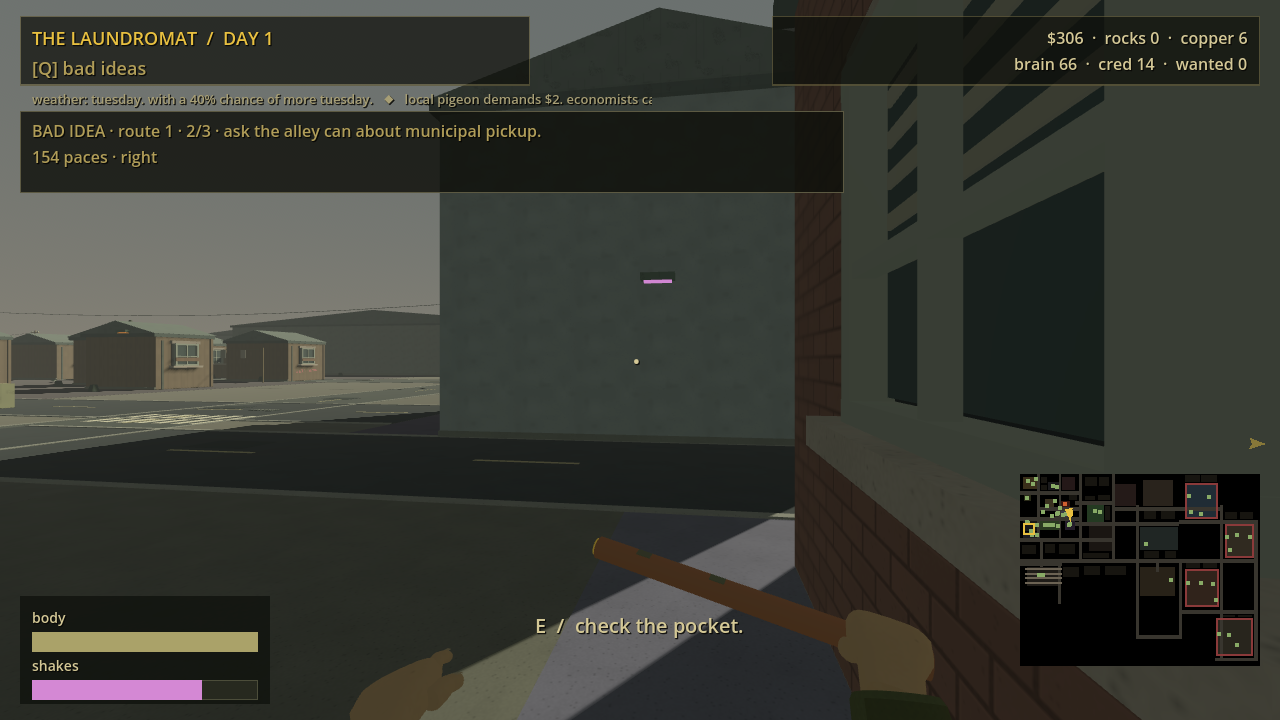 THE LAUNDROMAT / DAY 1
[Q] bad ideas
$306 · rocks 0 · copper 6
brain 66 · cred 14 · wanted 0
weather: tuesday. with a 40% chance of more tuesday. ◆ local pigeon demands $2. economists
BAD IDEA · route 1 · 2/3 · ask the alley can about municipal pickup.
154 paces · right
E / check the pocket.
body
shakes